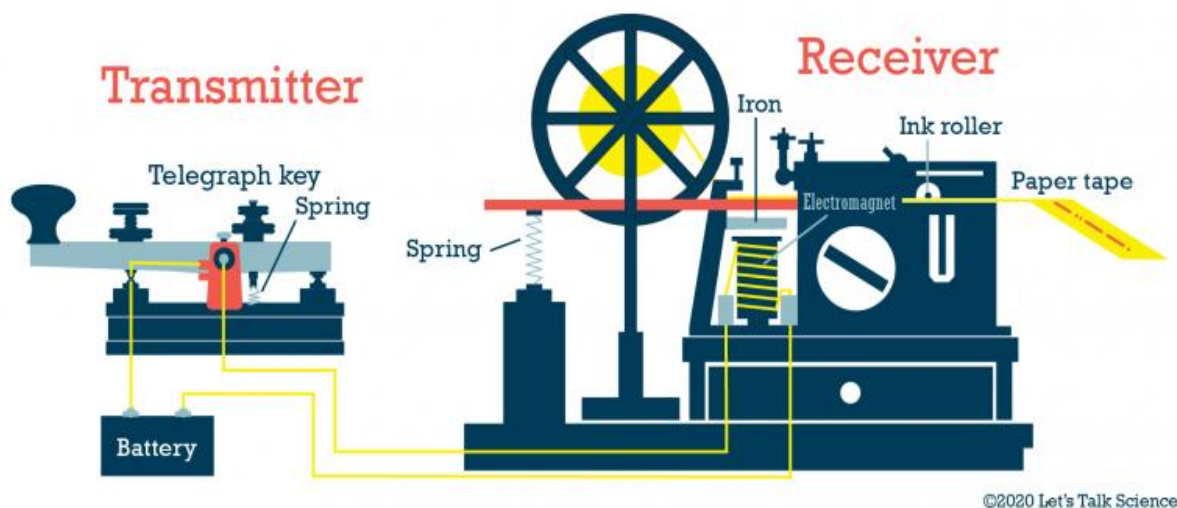 Transmitter
Receiver
Iron
Ink roller
Telegraph key
Spring
Paper tape
Electromagnet
Spring
Battery
©2020 Let's Talk Science